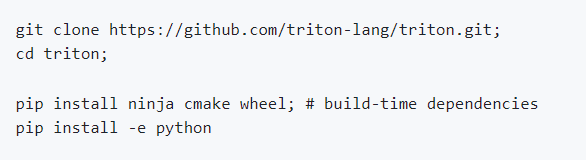 git clone https://github.com/triton-lang/triton.git;
cd triton;
pip install ninja cmake wheel; # build-time dependencies
pip install -e python